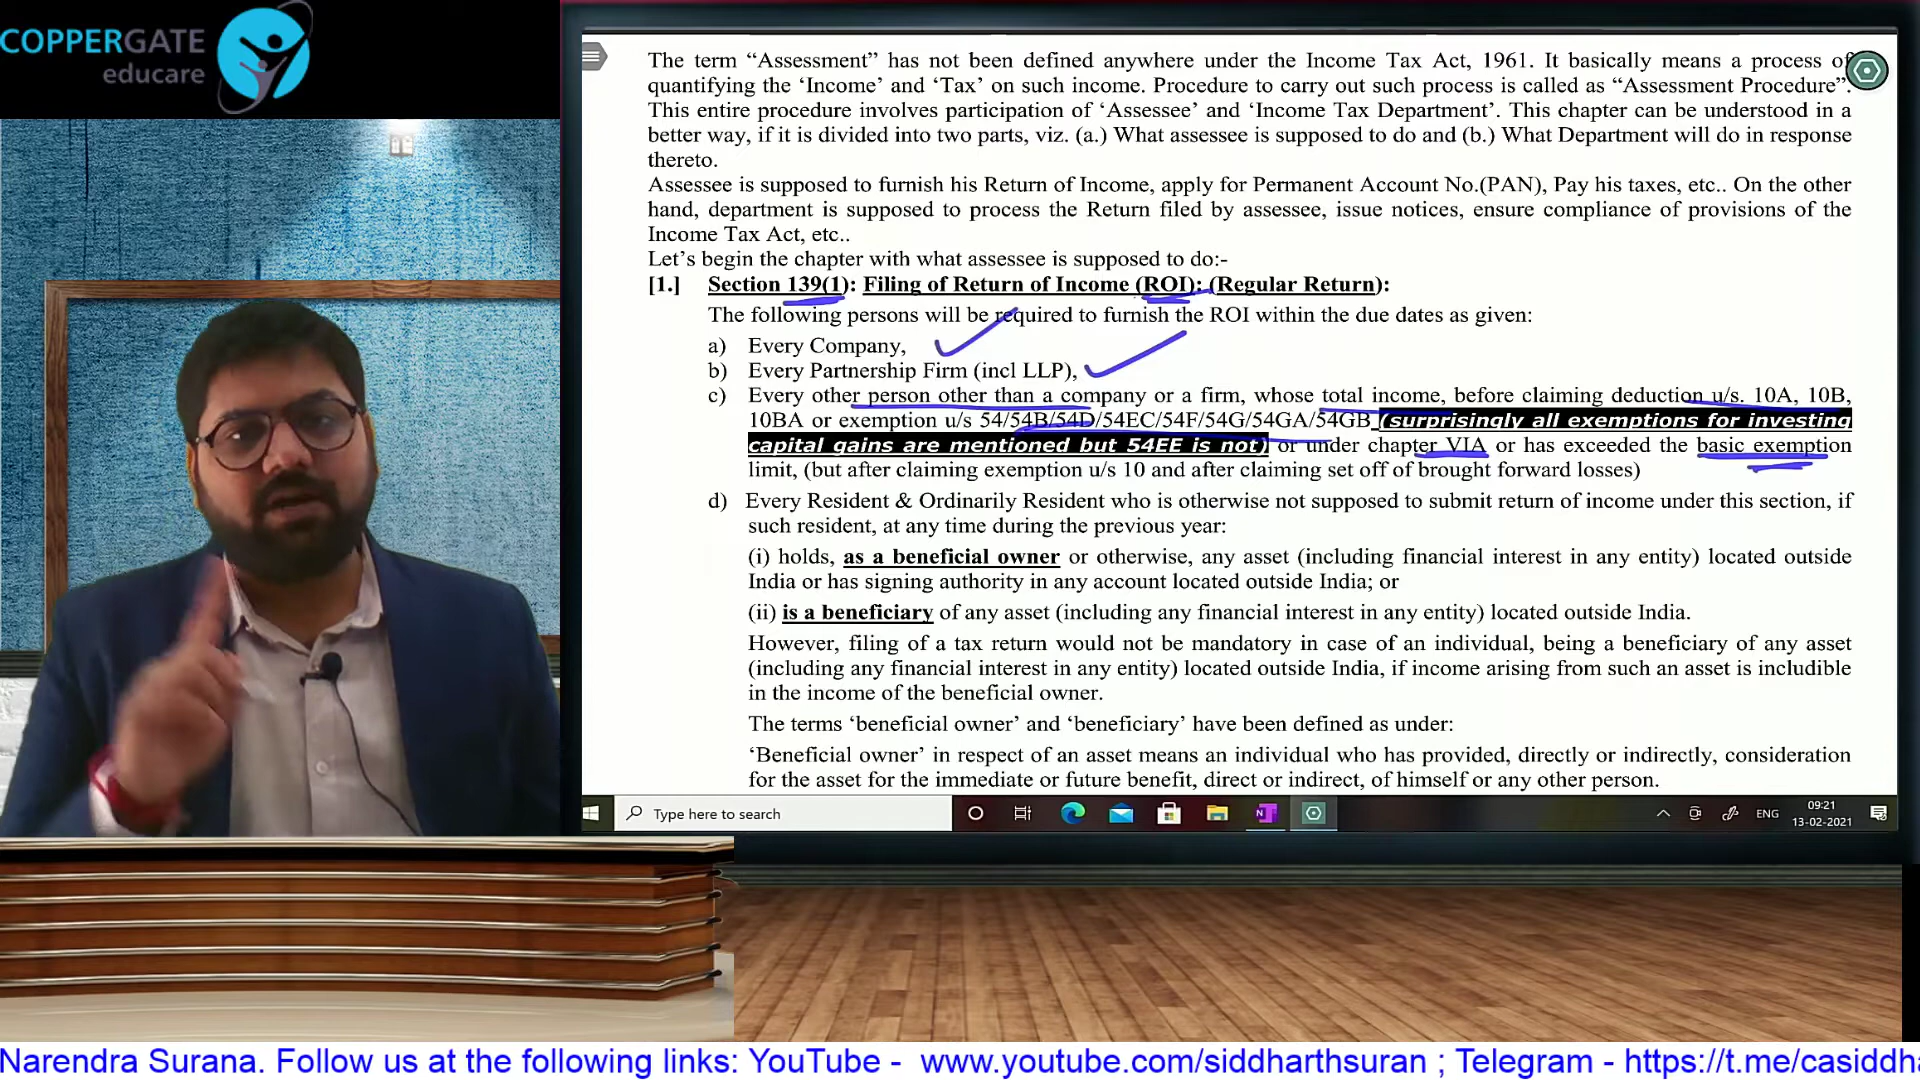 COPPERGATE
educare
The term “Assessment” has not been defined anywhere under the Income Tax Act, 1961. It basically means a process of
quantifying the ‘Income’ and ‘Tax’ on such income. Procedure to carry out such process is called as “Assessment Procedure”.
This entire procedure involves participation of ‘Assessee’ and ‘Income Tax Department’. This chapter can be understood in a
better way, if it is divided into two parts, viz. (a.) What assessee is supposed to do and (b.) What Department will do in response
thereto.
Assessee is supposed to furnish his Return of Income, apply for Permanent Account No.(PAN), Pay his taxes, etc.. On the other
hand, department is supposed to process the Return filed by assessee, issue notices, ensure compliance of provisions of the
Income Tax Act, etc..
Let’s begin the chapter with what assessee is supposed to do:-
[1.] Section 139(1): Filing of Return of Income (ROI): (Regular Return):
The following persons will be required to furnish the ROI within the due dates as given:
a) Every Company,
b) Every Partnership Firm (incl LLP),
c) Every other person other than a company or a firm, whose total income, before claiming deduction u/s. 10A, 10B,
10BA or exemption u/s 54/54B/54D/54EC/54F/54G/54GA/54GB (surprisingly all exemptions for investing
capital gains are mentioned but 54EE is not) or under chapter VIA or has exceeded the basic exemption
limit, (but after claiming exemption u/s 10 and after claiming set off of brought forward losses)
d) Every Resident & Ordinarily Resident who is otherwise not supposed to submit return of income under this section, if
such resident, at any time during the previous year:
(i) holds, as a beneficial owner or otherwise, any asset (including financial interest in any entity) located outside
India or has signing authority in any account located outside India; or
(ii) is a beneficiary of any asset (including any financial interest in any entity) located outside India.
However, filing of a tax return would not be mandatory in case of an individual, being a beneficiary of any asset
(including any financial interest in any entity) located outside India, if income arising from such an asset is includible
in the income of the beneficial owner.
The terms ‘beneficial owner’ and ‘beneficiary’ have been defined as under:
‘Beneficial owner’ in respect of an asset means an individual who has provided, directly or indirectly, consideration
for the asset for the immediate or future benefit, direct or indirect, of himself or any other person.
Type here to search
ENG
09:21
13-02-2021
Narendra Surana. Follow us at the following links: YouTube - www.youtube.com/siddharthsuran ; Telegram - https://t.me/casiddh